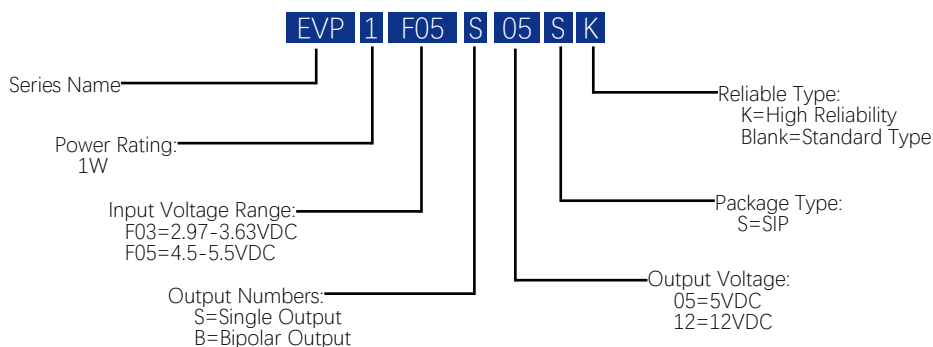 EVP 1 F05 S 05 S K
Series Name
Power Rating:
1W
Input Voltage Range:
F03=2.97-3.63VDC
F05=4.5-5.5VDC
Output Numbers:
S=Single Output
B=Bipolar Output
Reliable Type:
K=High Reliability
Blank=Standard Type
Package Type:
S=SIP
Output Voltage:
05=5VDC
12=12VDC